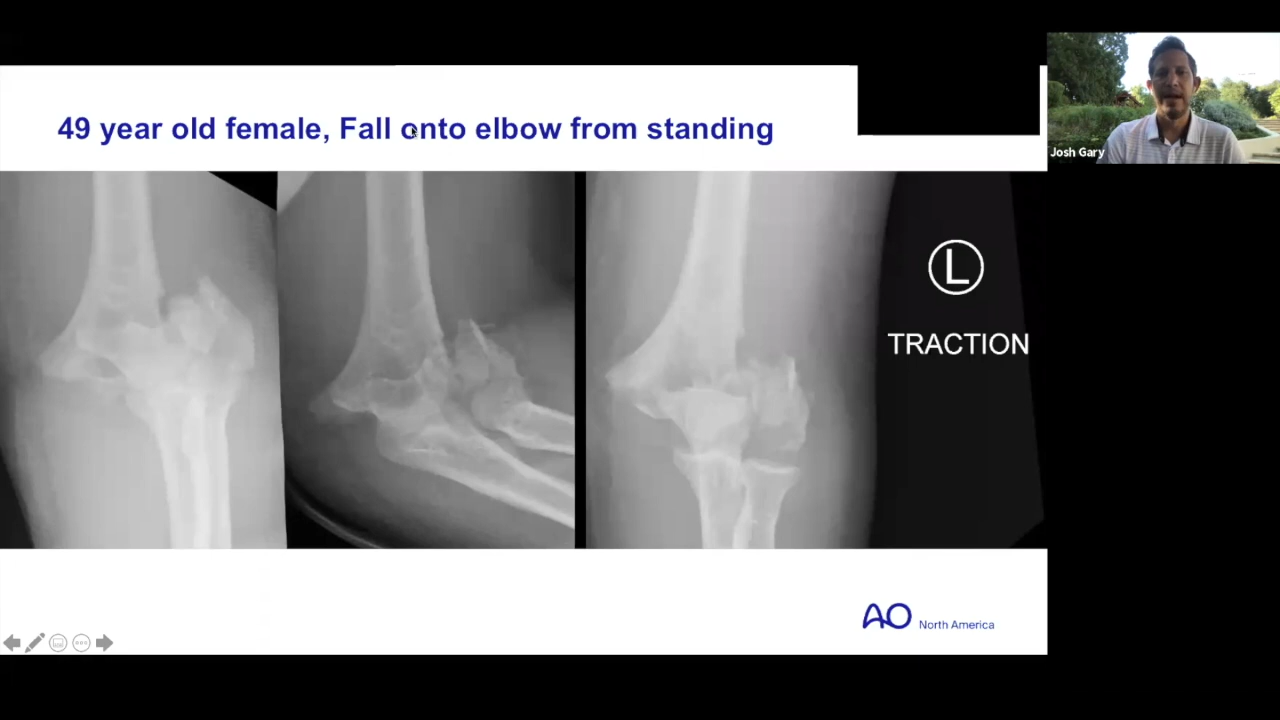 49 year old female, Fall onto elbow from standing
Josh Gary
L
TRACTION
AO North America